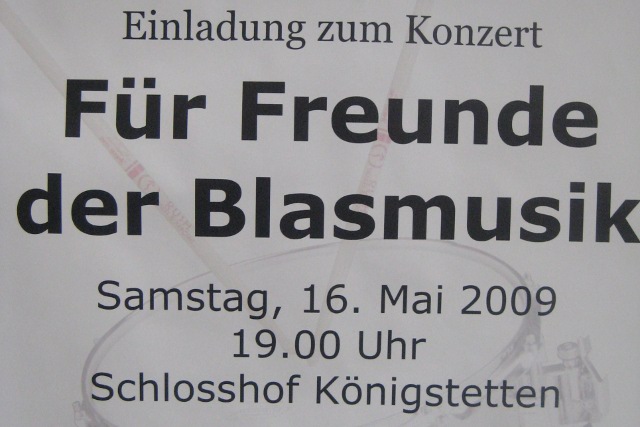 Einladung zum Konzert
Für Freunde
der Blasmusik
Samstag, 16. Mai 2009
19.00 Uhr
Schlosshof Königstetten